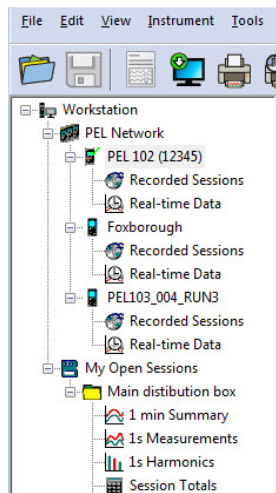 File Edit View Instrument Tools
Workstation
PEL Network
PEL 102 (12345)
Recorded Sessions
Real-time Data
Foxborough
Recorded Sessions
Real-time Data
PEL103_004_RUN3
Recorded Sessions
Real-time Data
My Open Sessions
Main distibution box
1 min Summary
1s Measurements
1s Harmonics
Session Totals